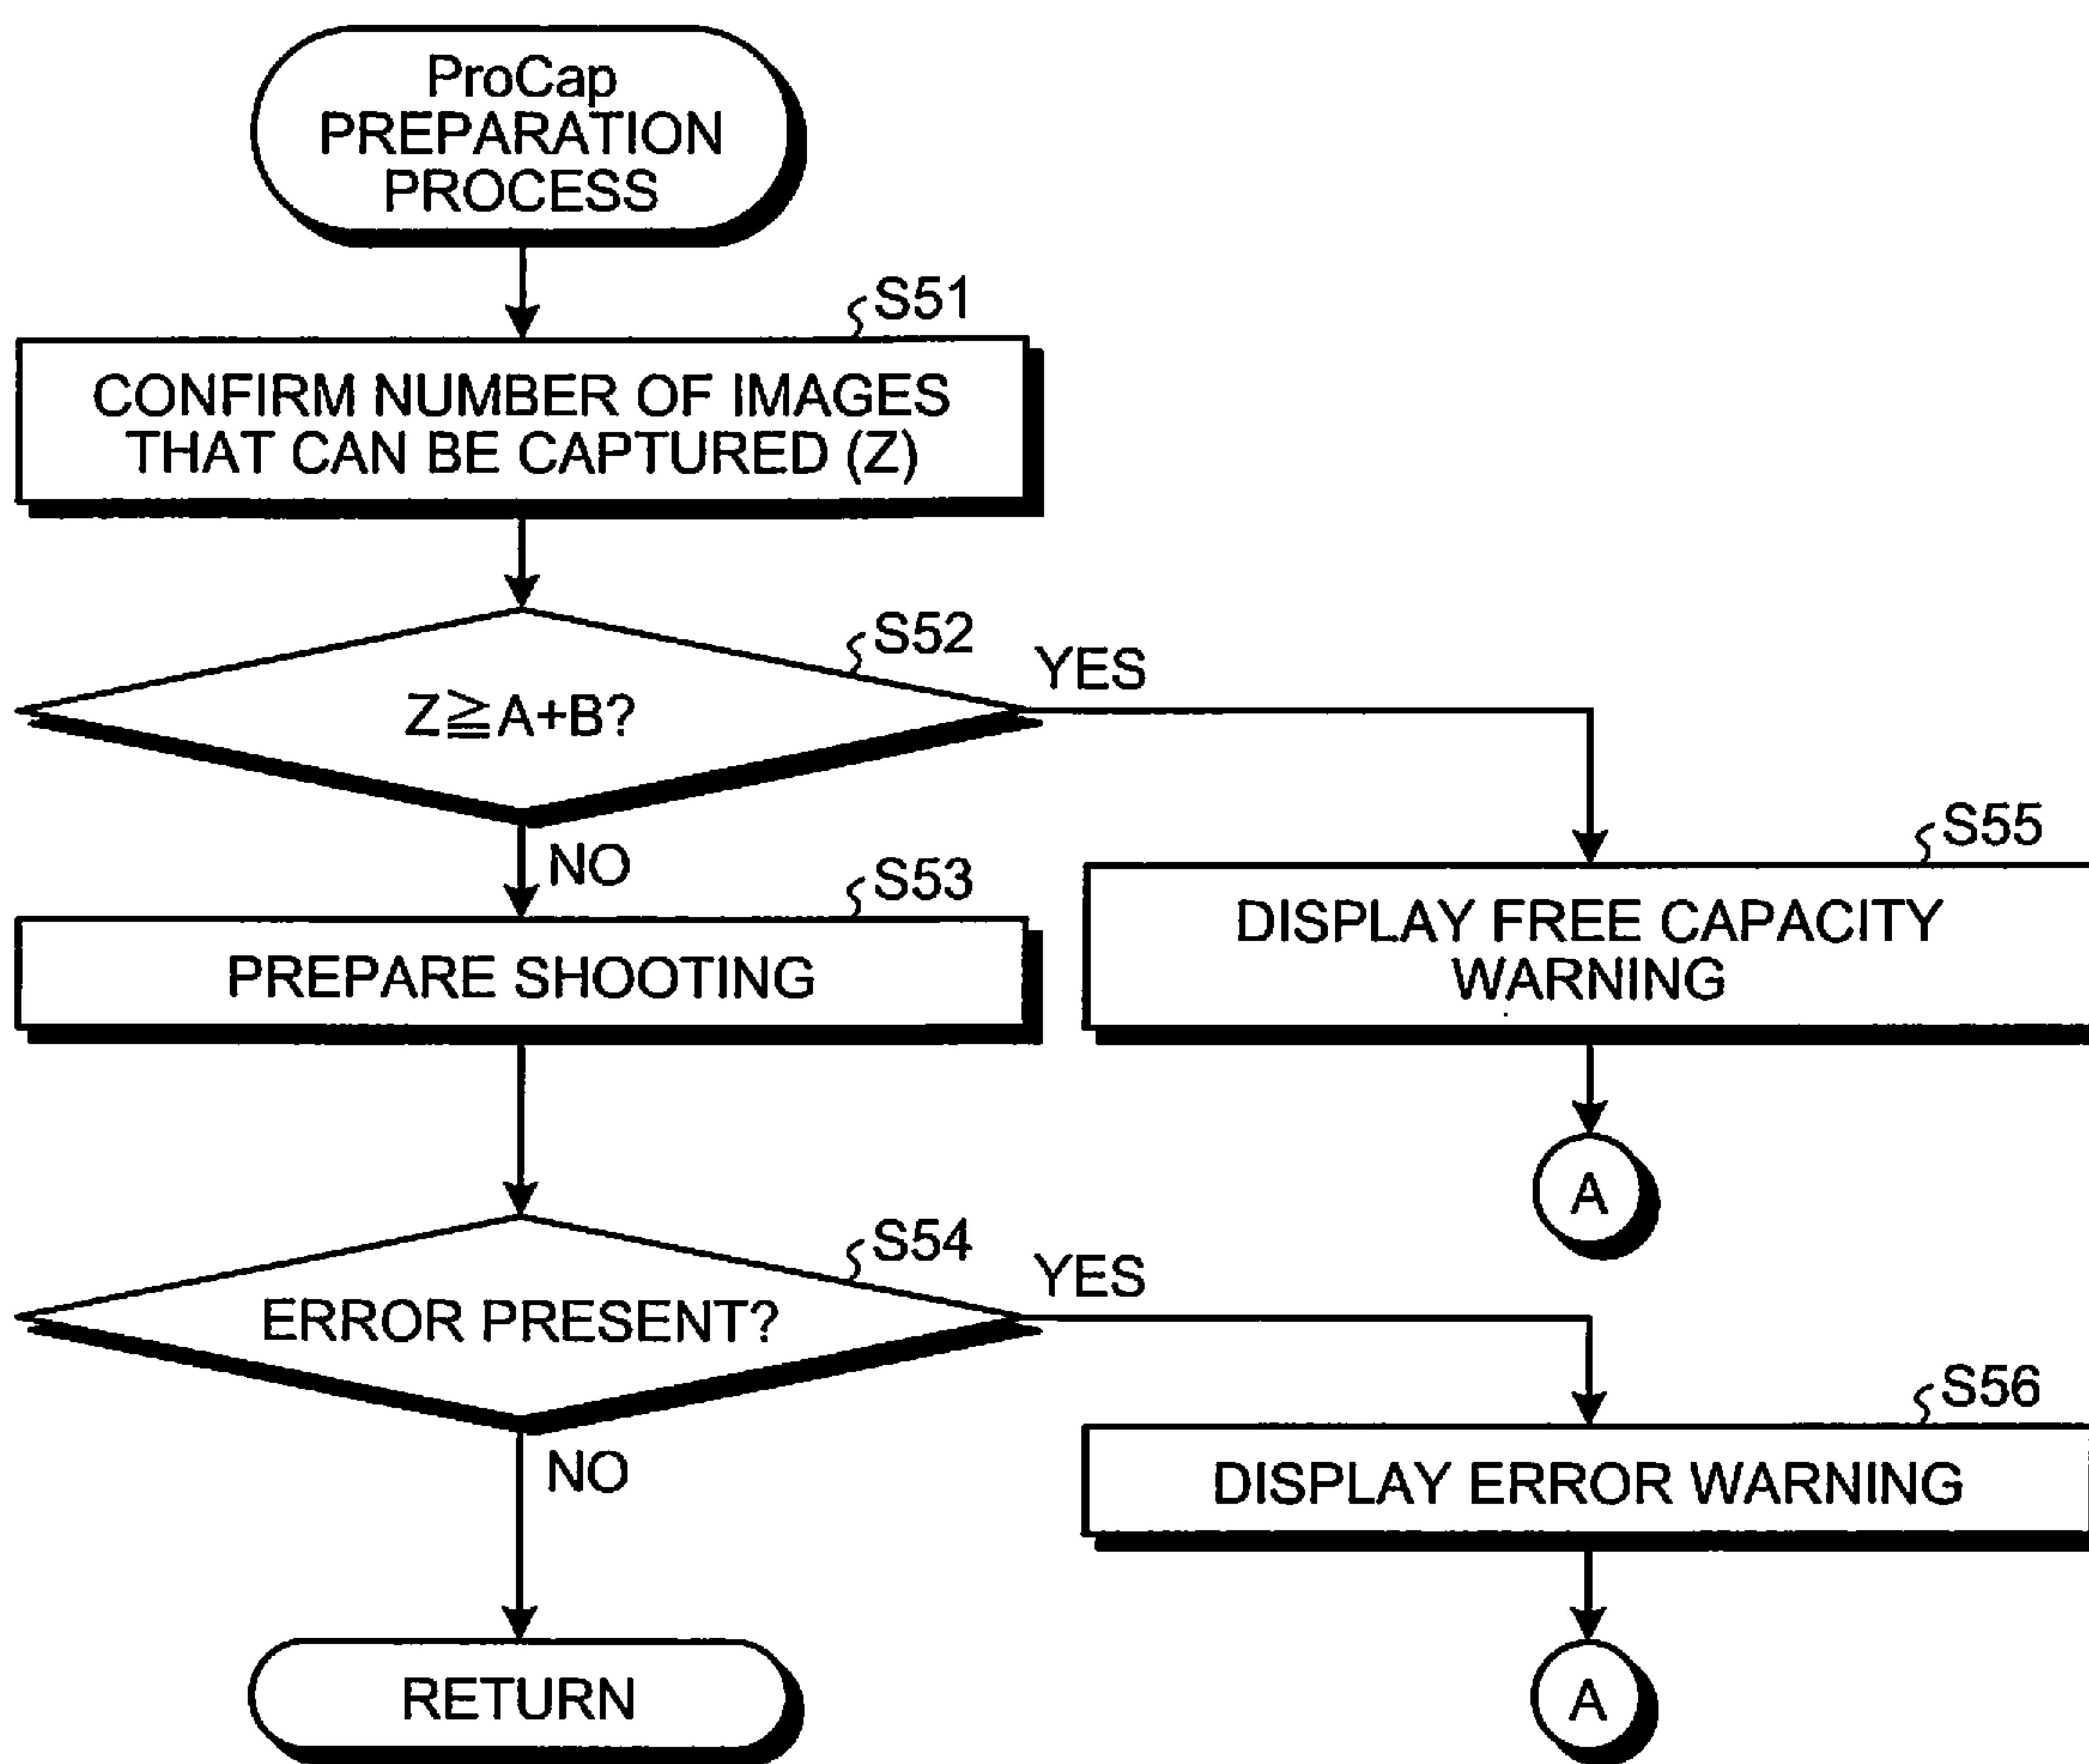 ProCap
PREPARATION
PROCESS
S51
CONFIRM NUMBER OF IMAGES
THAT CAN BE CAPTURED (Z)
S52
YES
Z≧A+B?
NO
S53
PREPARE SHOOTING
S55
DISPLAY FREE CAPACITY
WARNING
A
S54
YES
ERROR PRESENT?
NO
S56
DISPLAY ERROR WARNING
RETURN
A